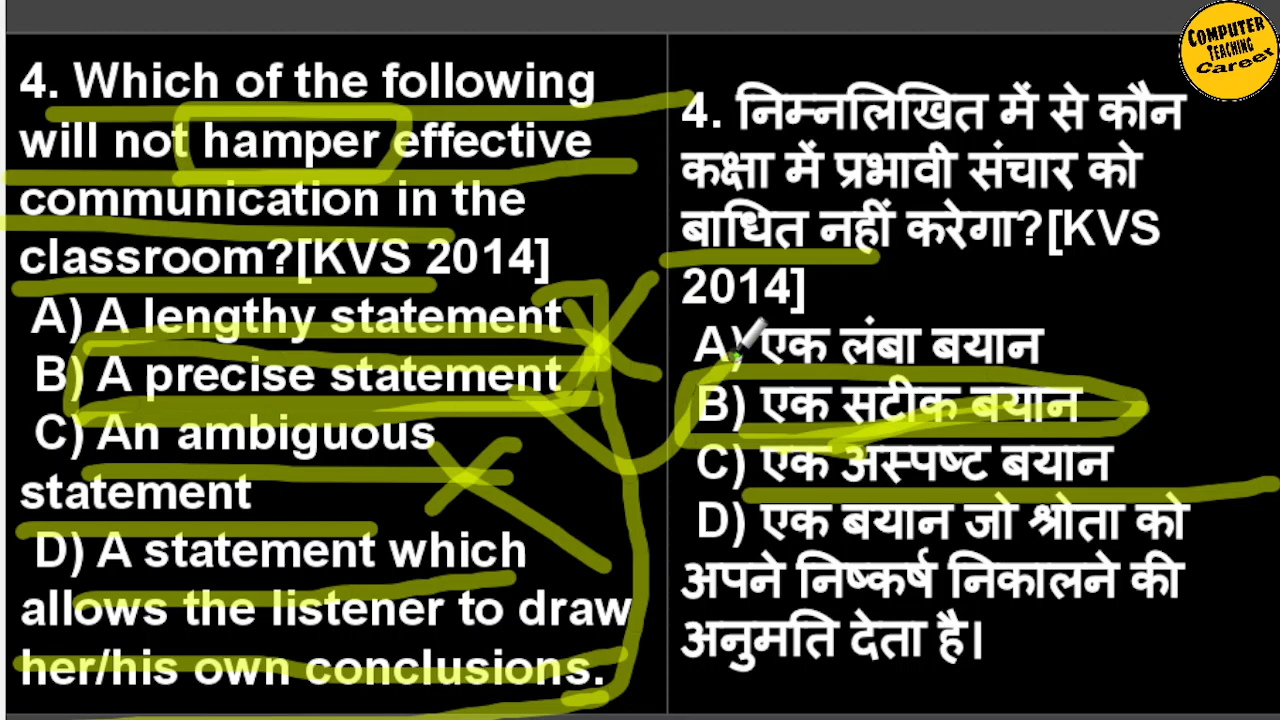 COMPUTER
TEACHING
Career
4. Which of the following
will not hamper effective
communication in the
classroom?[KVS 2014]
A) A lengthy statement
B) A precise statement
C) An ambiguous
statement
D) A statement which
allows the listener to draw
her/his own conclusions.
4. निम्नलिखित में से कौन
कक्षा में प्रभावी संचार को
बाधित नहीं करेगा?[KVS
2014]
A) एक लंबा बयान
B) एक सटीक बयान
C) एक अस्पष्ट बयान
D) एक बयान जो श्रोता को
अपने निष्कर्ष निकालने की
अनुमति देता है।